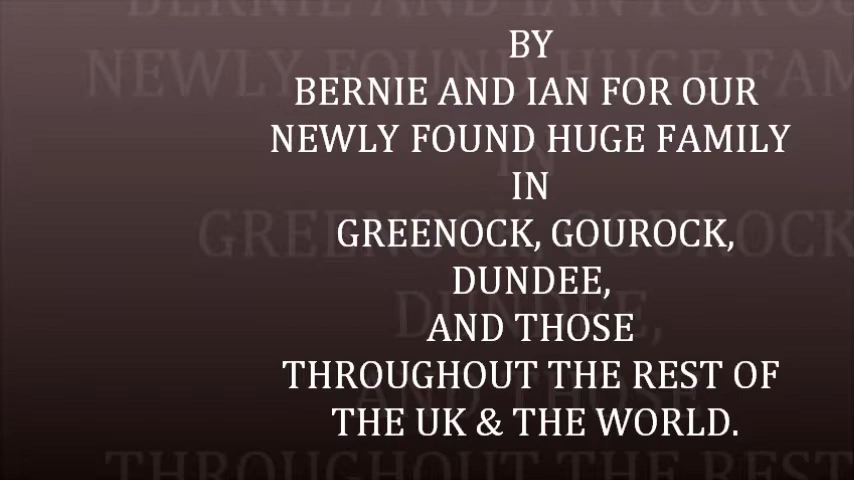 BY
BERNIE AND IAN FOR OUR
NEWLY FOUND HUGE FAMILY
IN
GREENOCK, GOUROCK,
DUNDEE,
AND THOSE
THROUGHOUT THE REST OF
THE UK & THE WORLD.